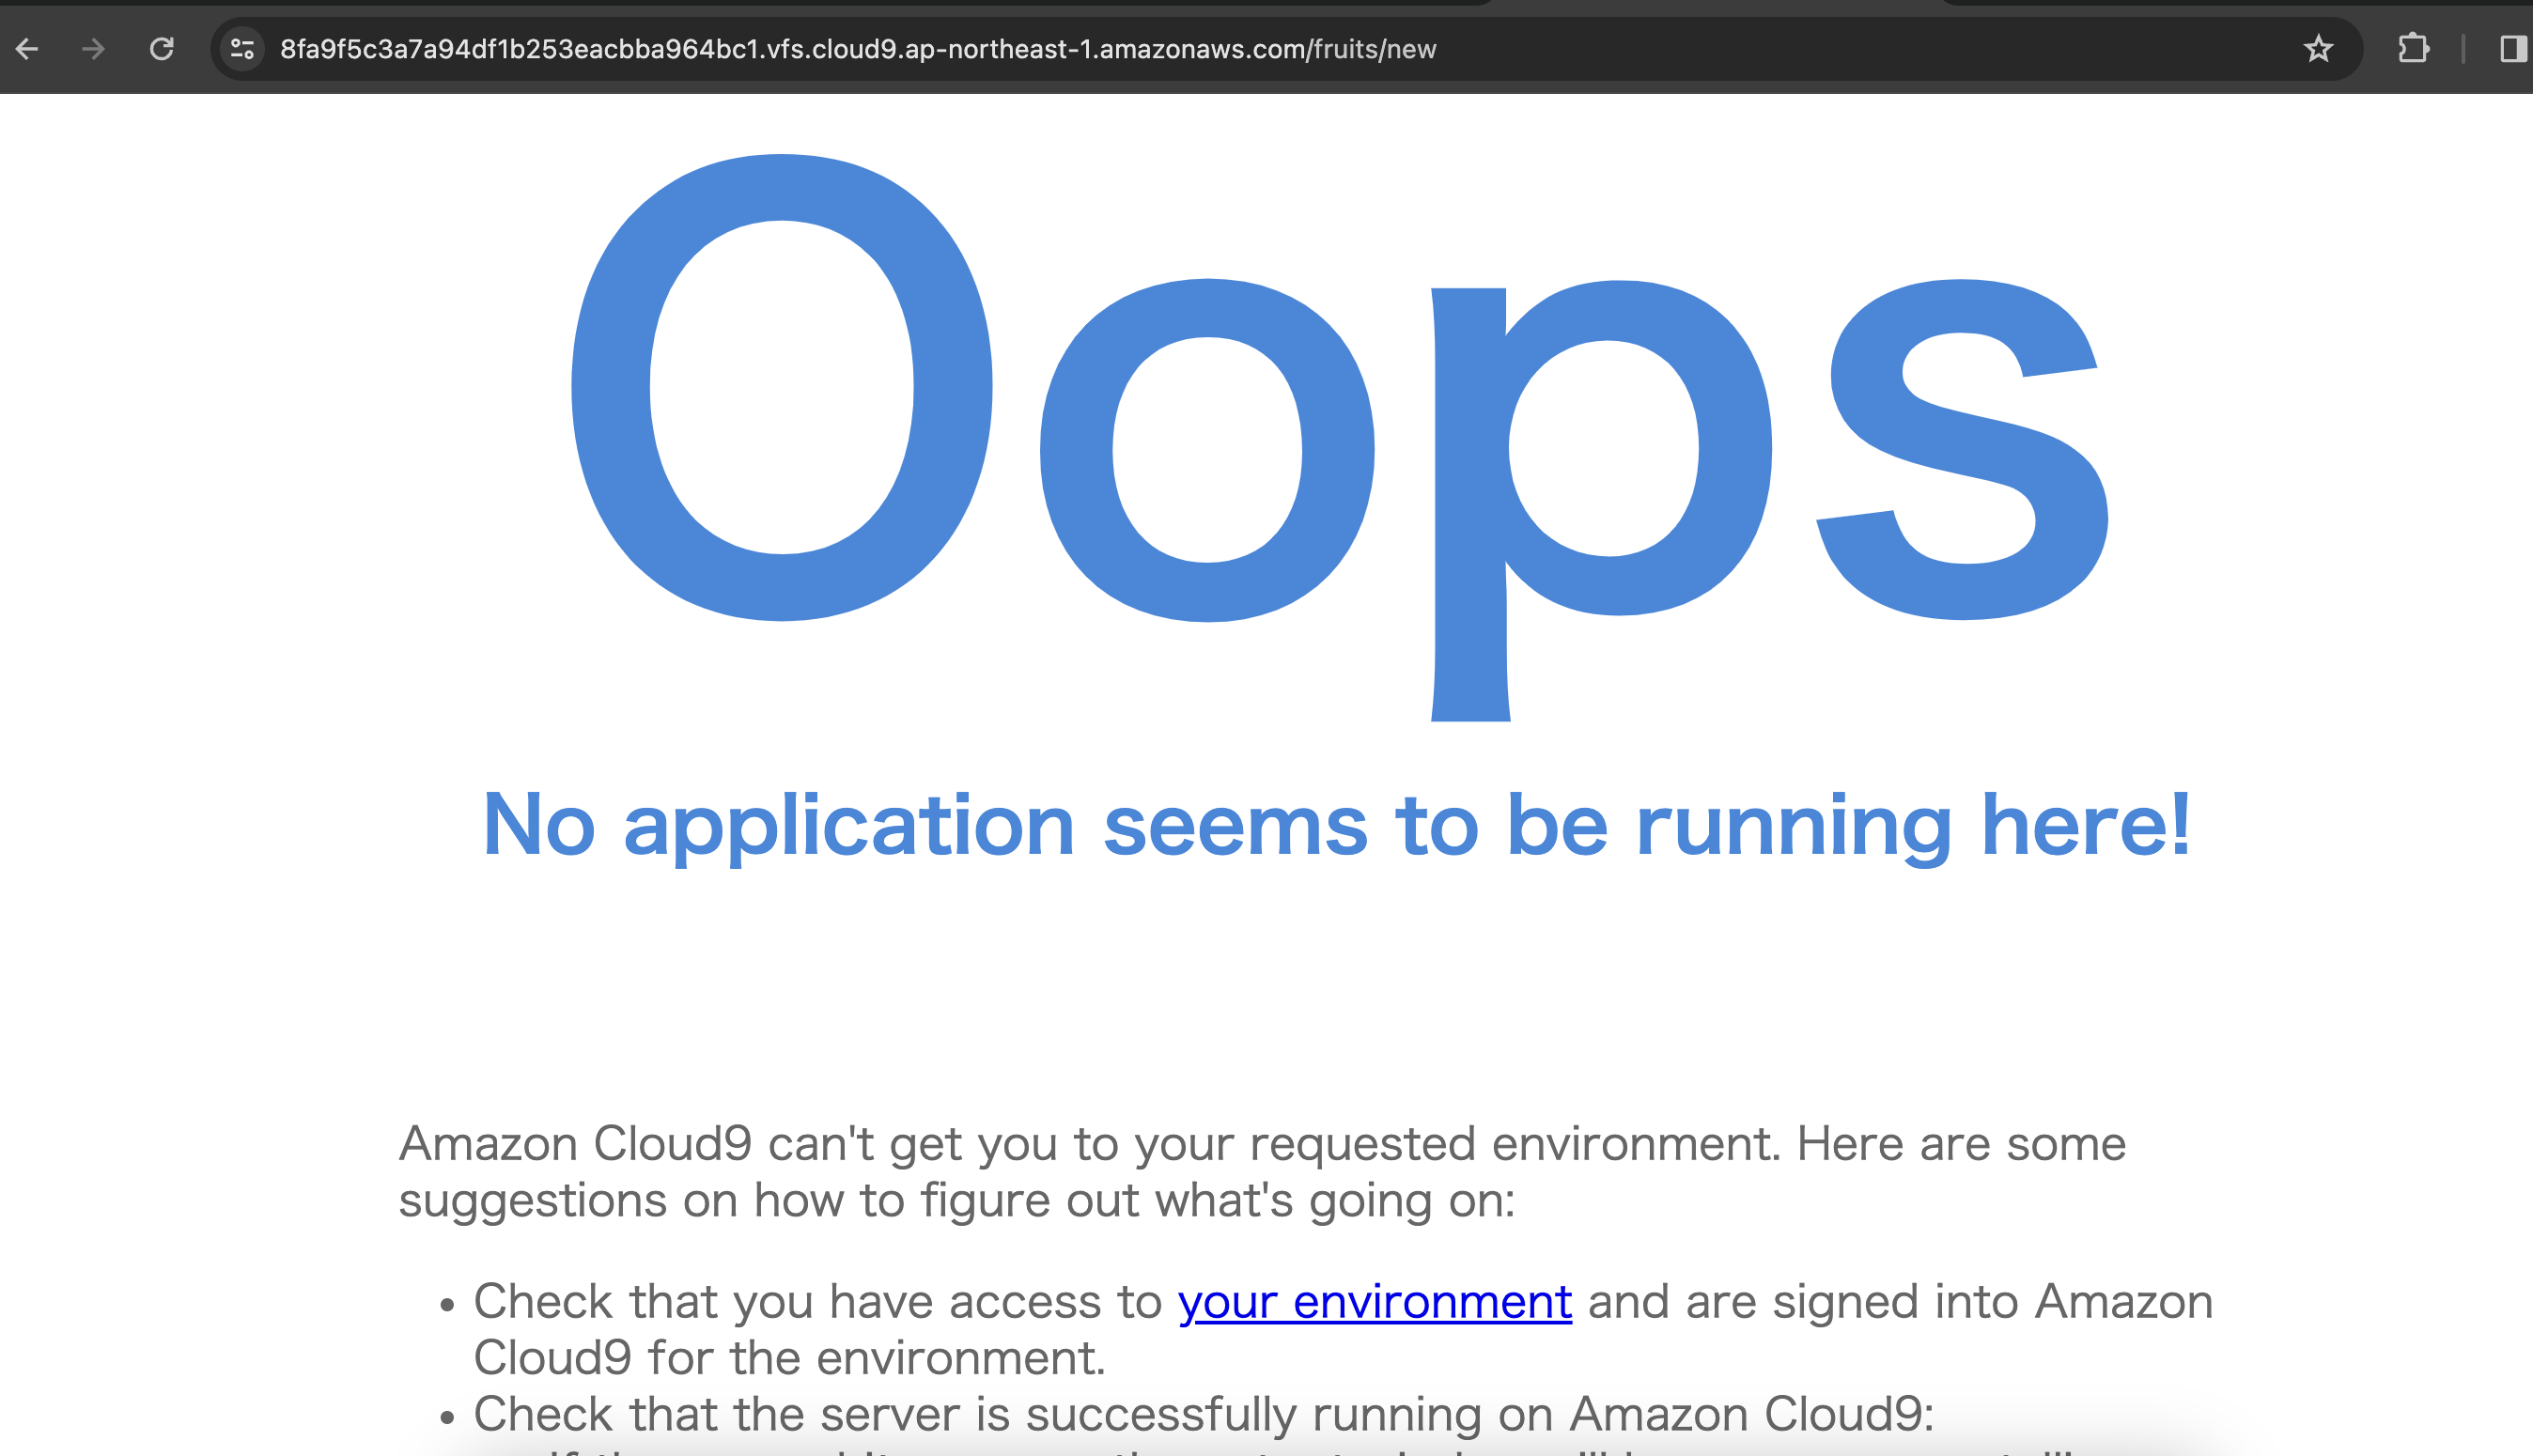 8fa9f5c3a7a94df1b253eacbba964bc1.vfs.cloud9.ap-northeast-1.amazonaws.com/fruits/new
Oops
No application seems to be running here!
Amazon Cloud9 can't get you to your requested environment. Here are some
suggestions on how to figure out what's going on:
• Check that you have access to your environment and are signed into Amazon
Cloud9 for the environment.
• Check that the server is successfully running on Amazon Cloud9: